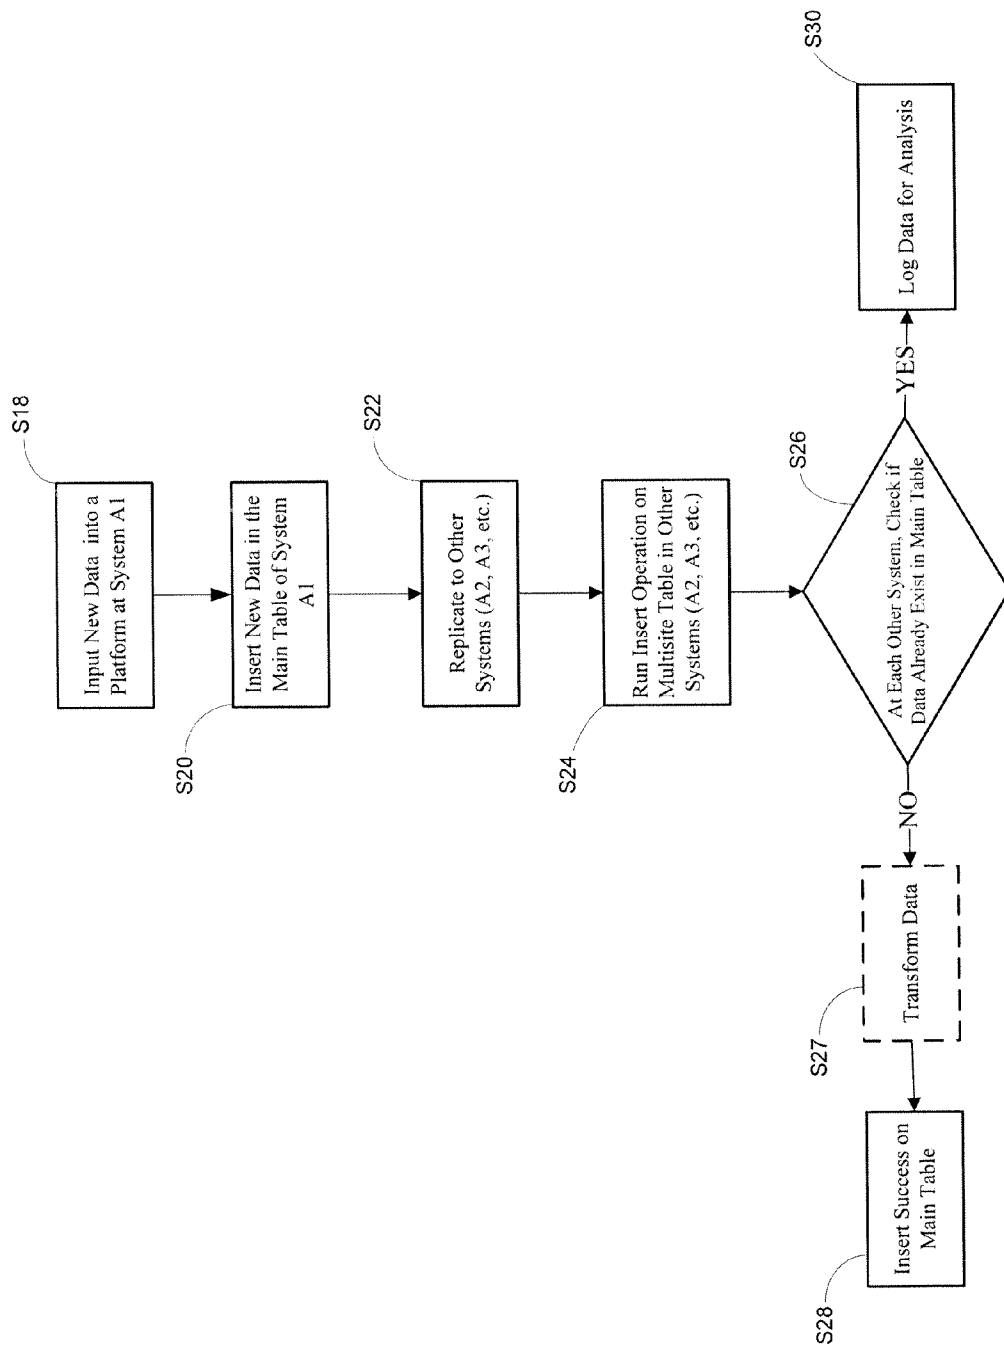 S18
Input New Data into a
Platform at System A1
S20
Insert New Data in the
Main Table of System
A1
S22
Replicate to Other
Systems (A2, A3, etc.)
S24
Run Insert Operation on
Multisite Table in Other
Systems (A2, A3, etc.)
S26
At Each Other System, Check if
Data Already Exist in Main Table
NO
YES
S27
Transform Data
S28
Insert Success on
Main Table
S30
Log Data for Analysis